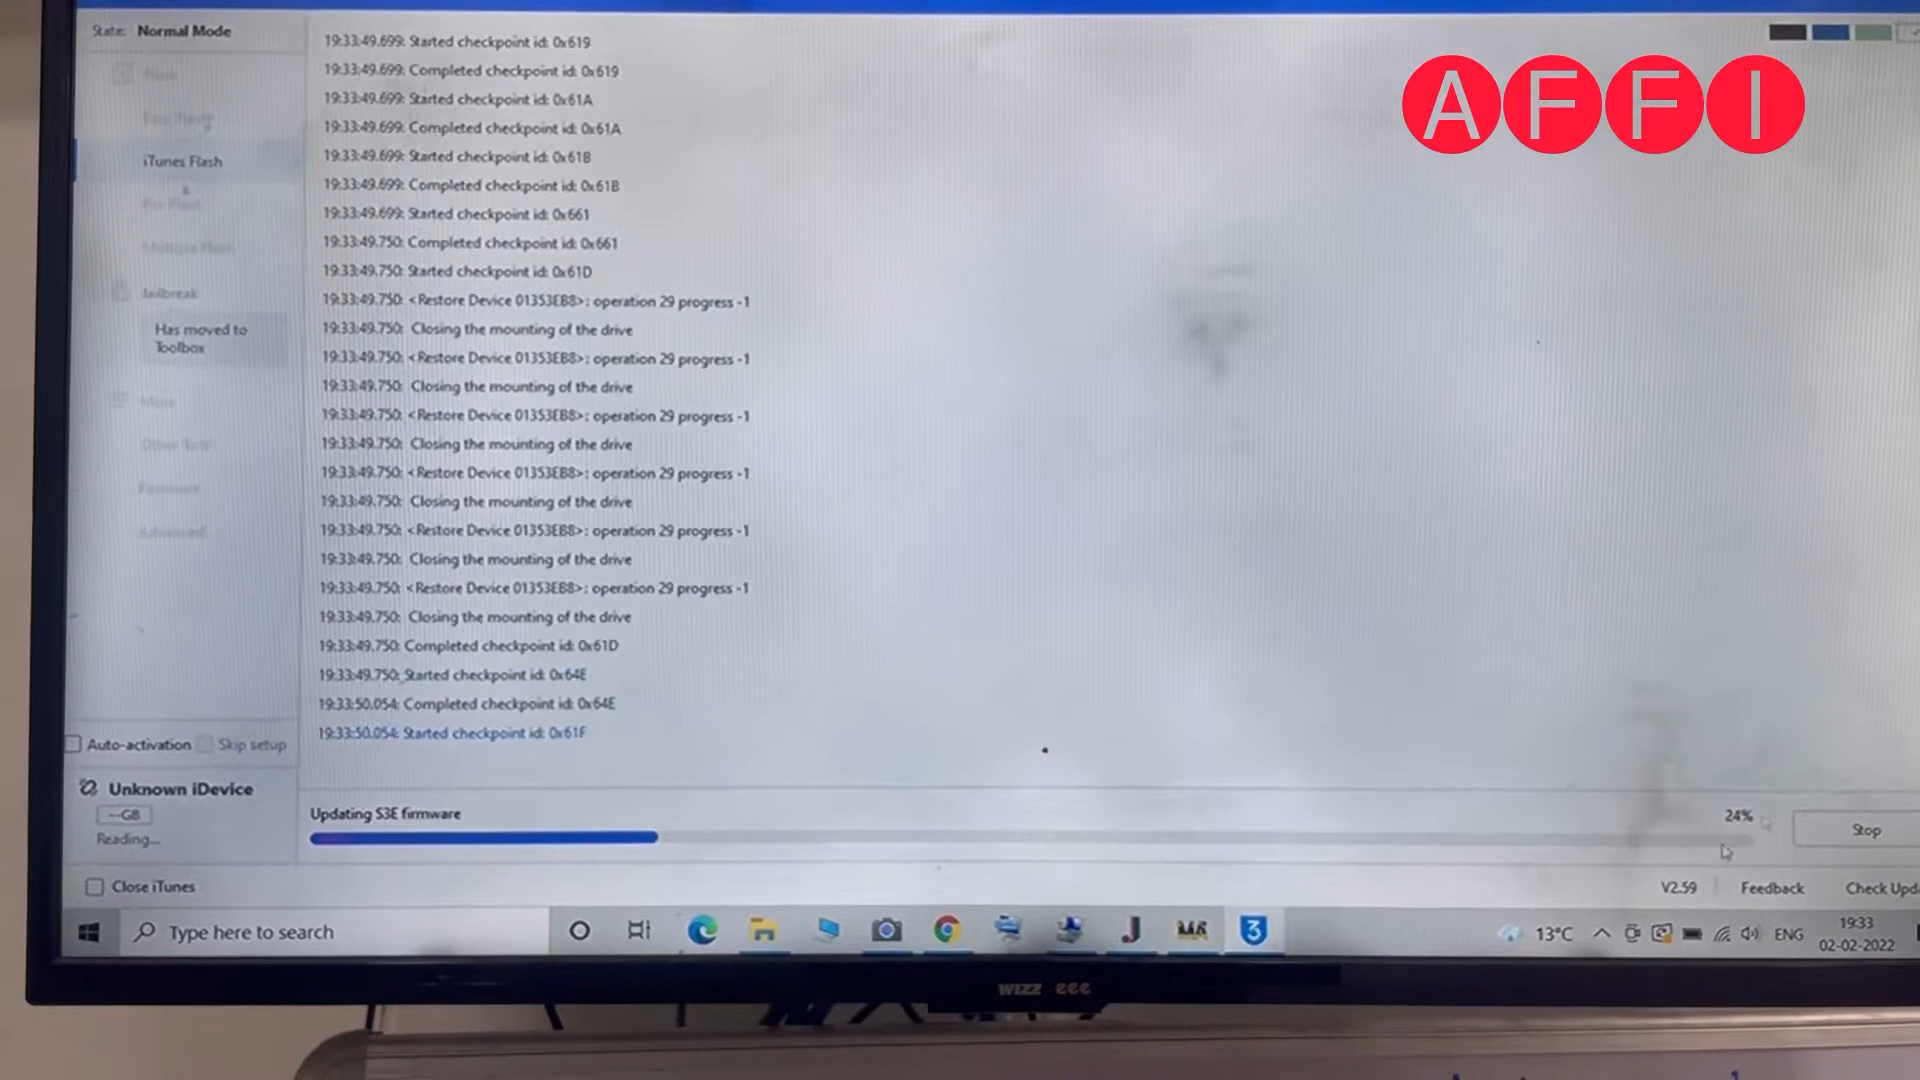 State: Normal Mode
iTunes Flash
Pro Flash
Multiple Flash
Jailbreak
Has moved to
Toolbox
More
Advanced
Auto-activation Skip setup
Unknown iDevice
--GB
Reading...
Close iTunes
19:33:49.699: Started checkpoint id: 0x619
19:33:49.699: Completed checkpoint id: 0x619
19:33:49.699: Started checkpoint id: 0x61A
19:33:49.699: Completed checkpoint id: 0x61A
19:33:49.699: Started checkpoint id: 0x61B
19:33:49.699: Completed checkpoint id: 0x61B
19:33:49.699: Started checkpoint id: 0x661
19:33:49.750: Completed checkpoint id: 0x661
19:33:49.750: Started checkpoint id: 0x61D
19:33:49.750: <Restore Device 01353EB8>: operation 29 progress -1
19:33:49.750: Closing the mounting of the drive
19:33:49.750: <Restore Device 01353EB8>: operation 29 progress -1
19:33:49.750: Closing the mounting of the drive
19:33:49.750: <Restore Device 01353EB8>: operation 29 progress -1
19:33:49.750: Closing the mounting of the drive
19:33:49.750: <Restore Device 01353EB8>: operation 29 progress -1
19:33:49.750: Closing the mounting of the drive
19:33:49.750: <Restore Device 01353EB8>: operation 29 progress -1
19:33:49.750: Closing the mounting of the drive
19:33:49.750: <Restore Device 01353EB8>: operation 29 progress -1
19:33:49.750: Closing the mounting of the drive
19:33:49.750: Completed checkpoint id: 0x61D
19:33:49.750: Started checkpoint id: 0x64E
19:33:50.054: Completed checkpoint id: 0x64E
19:33:50.054: Started checkpoint id: 0x61F
AFFI
Updating S3E firmware
24%
Stop
V2.59 Feedback Check Upd
Type here to search
13°C
ENG
19:33
02-02-2022